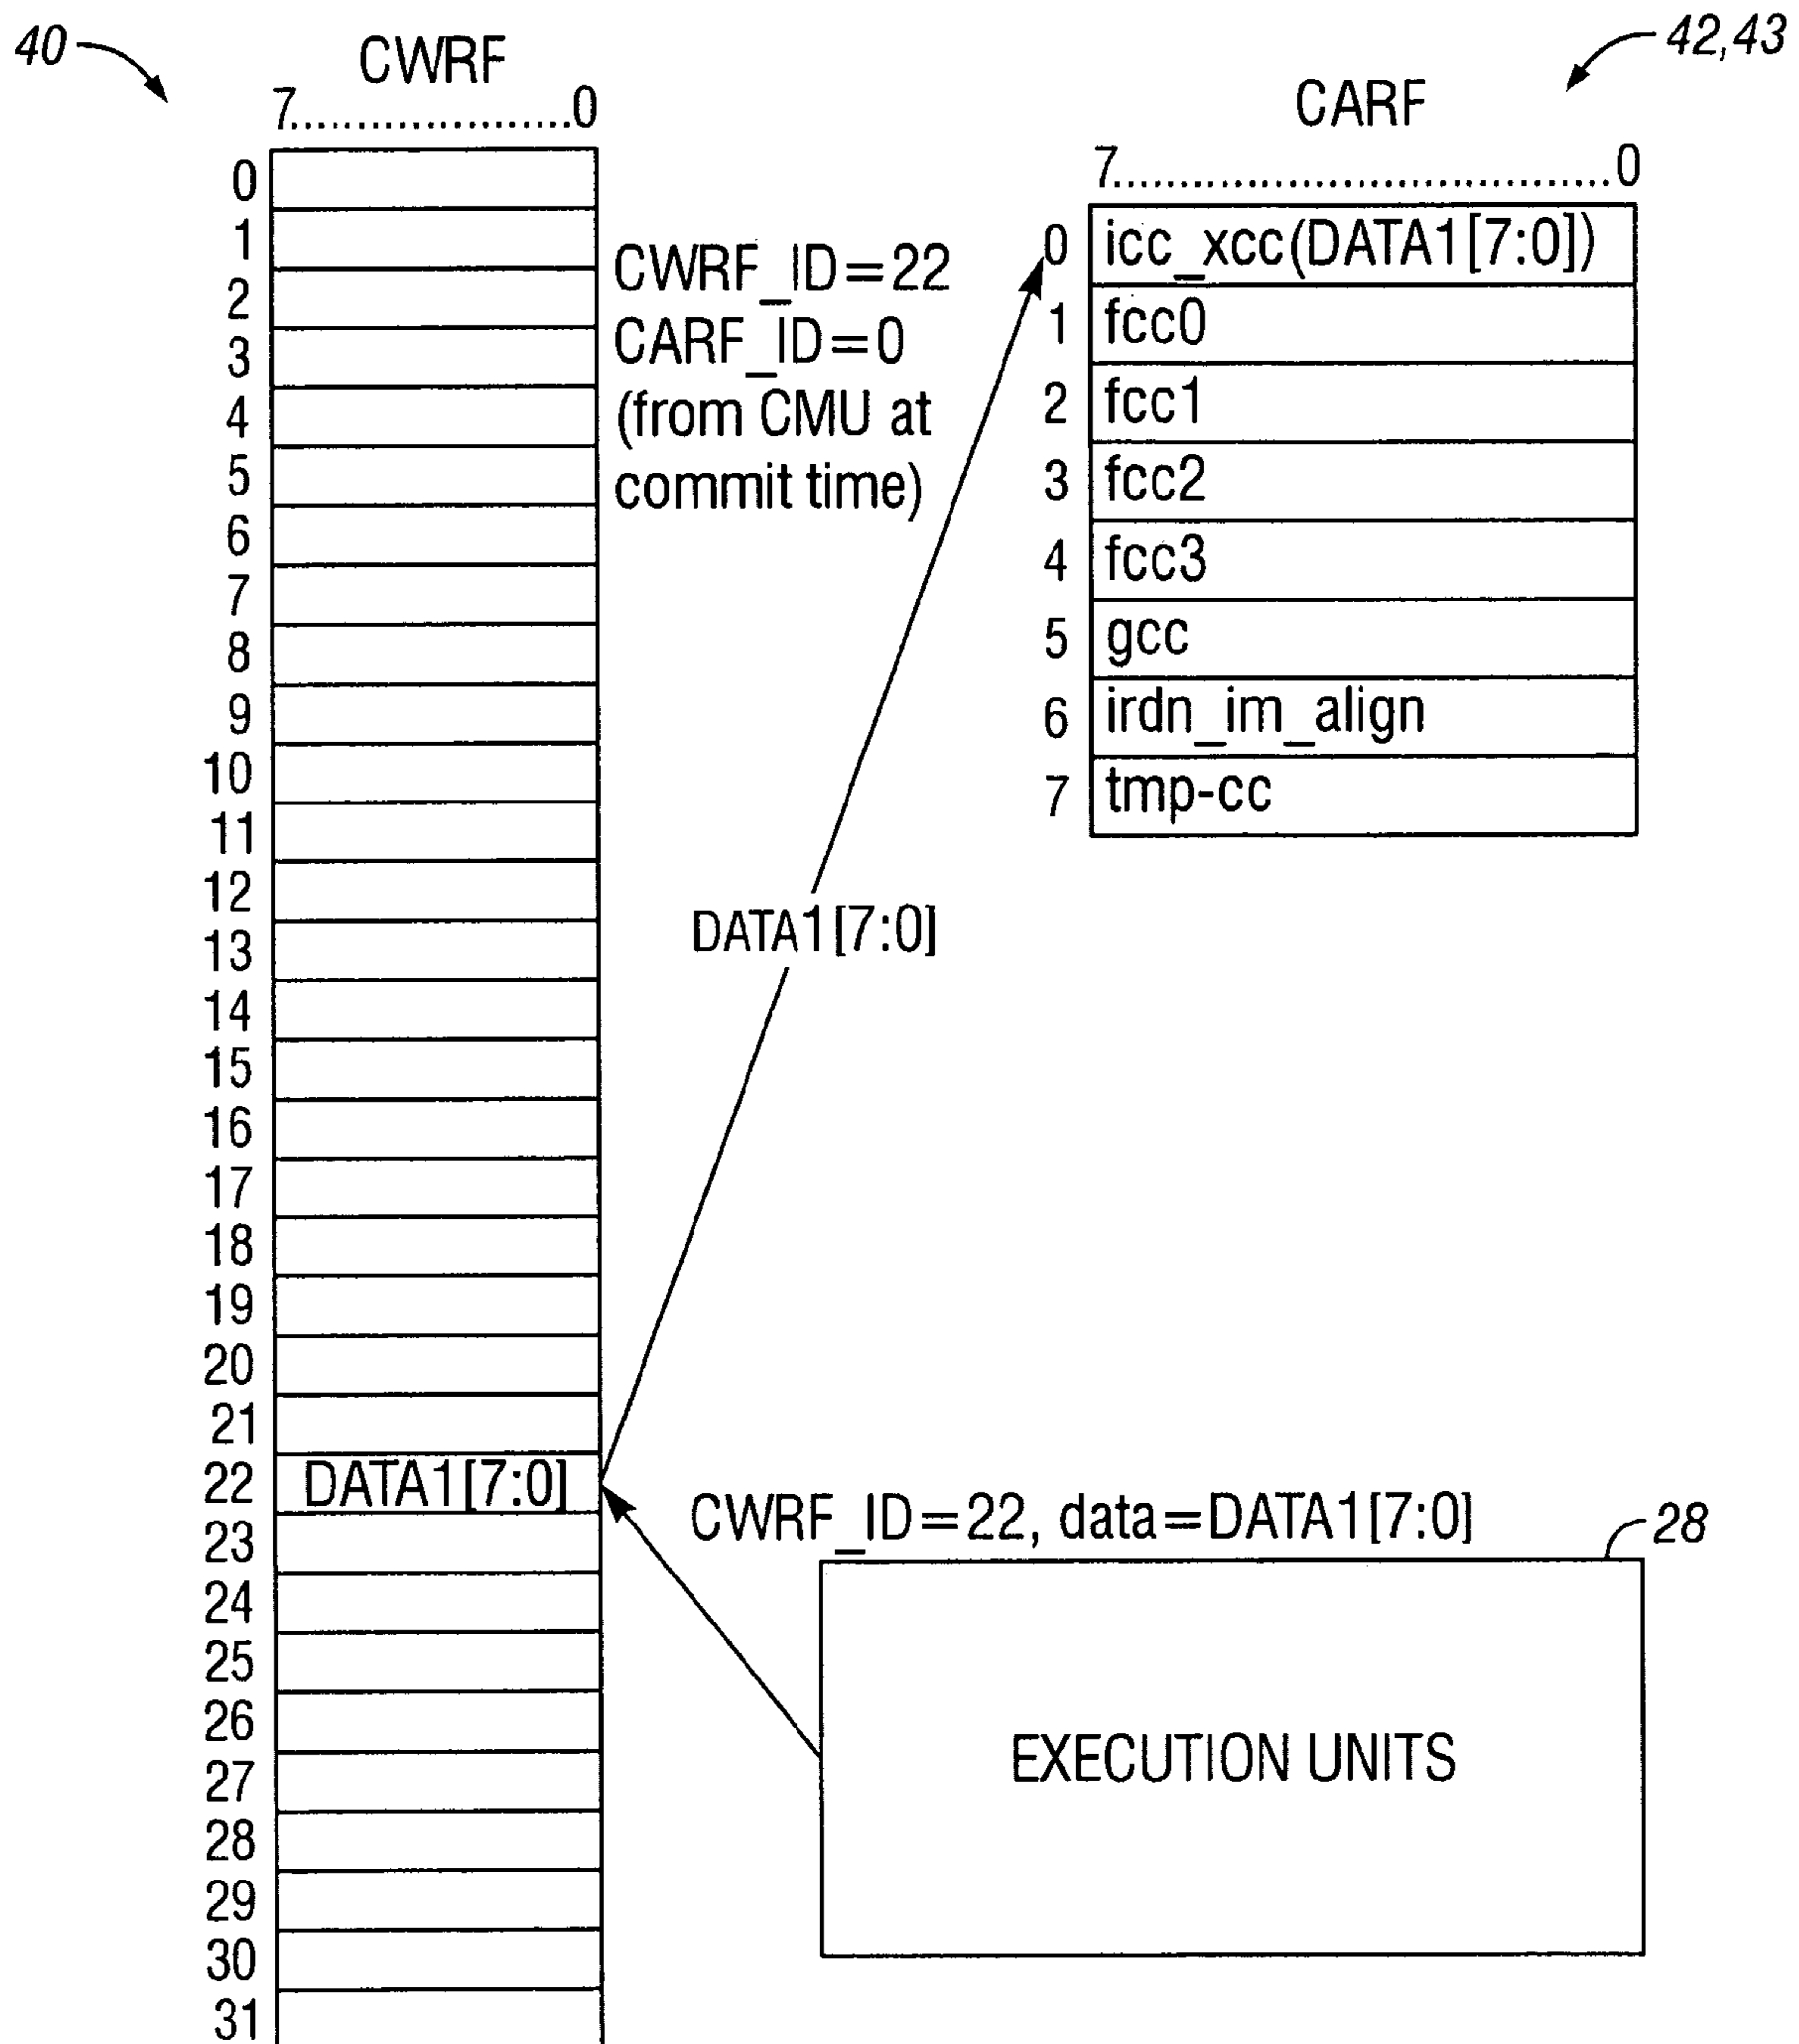 40
CWRF
7......................0
0
1
2
3
4
5
6
7
8
9
10
11
12
13
14
15
16
17
18
19
20
21
22 DATA1[7:0]
23
24
25
26
27
28
29
30
31
CWRF_ID=22
CARF_ID=0
(from CMU at
commit time)
DATA1[7:0]
42,43
CARF
7......................................0
0 icc_xcc(DATA1[7:0])
1 fcc0
2 fcc1
3 fcc2
4 fcc3
5 gcc
6 irdn_im_align
7 tmp-cc
CWRF_ID=22, data=DATA1[7:0]
28
EXECUTION UNITS